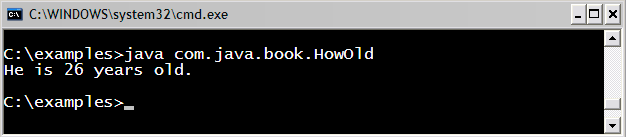 C:\WINDOWS\system32\cmd.exe
C:\examples>java com.java.book.HowOld
He is 26 years old.
C:\examples>_